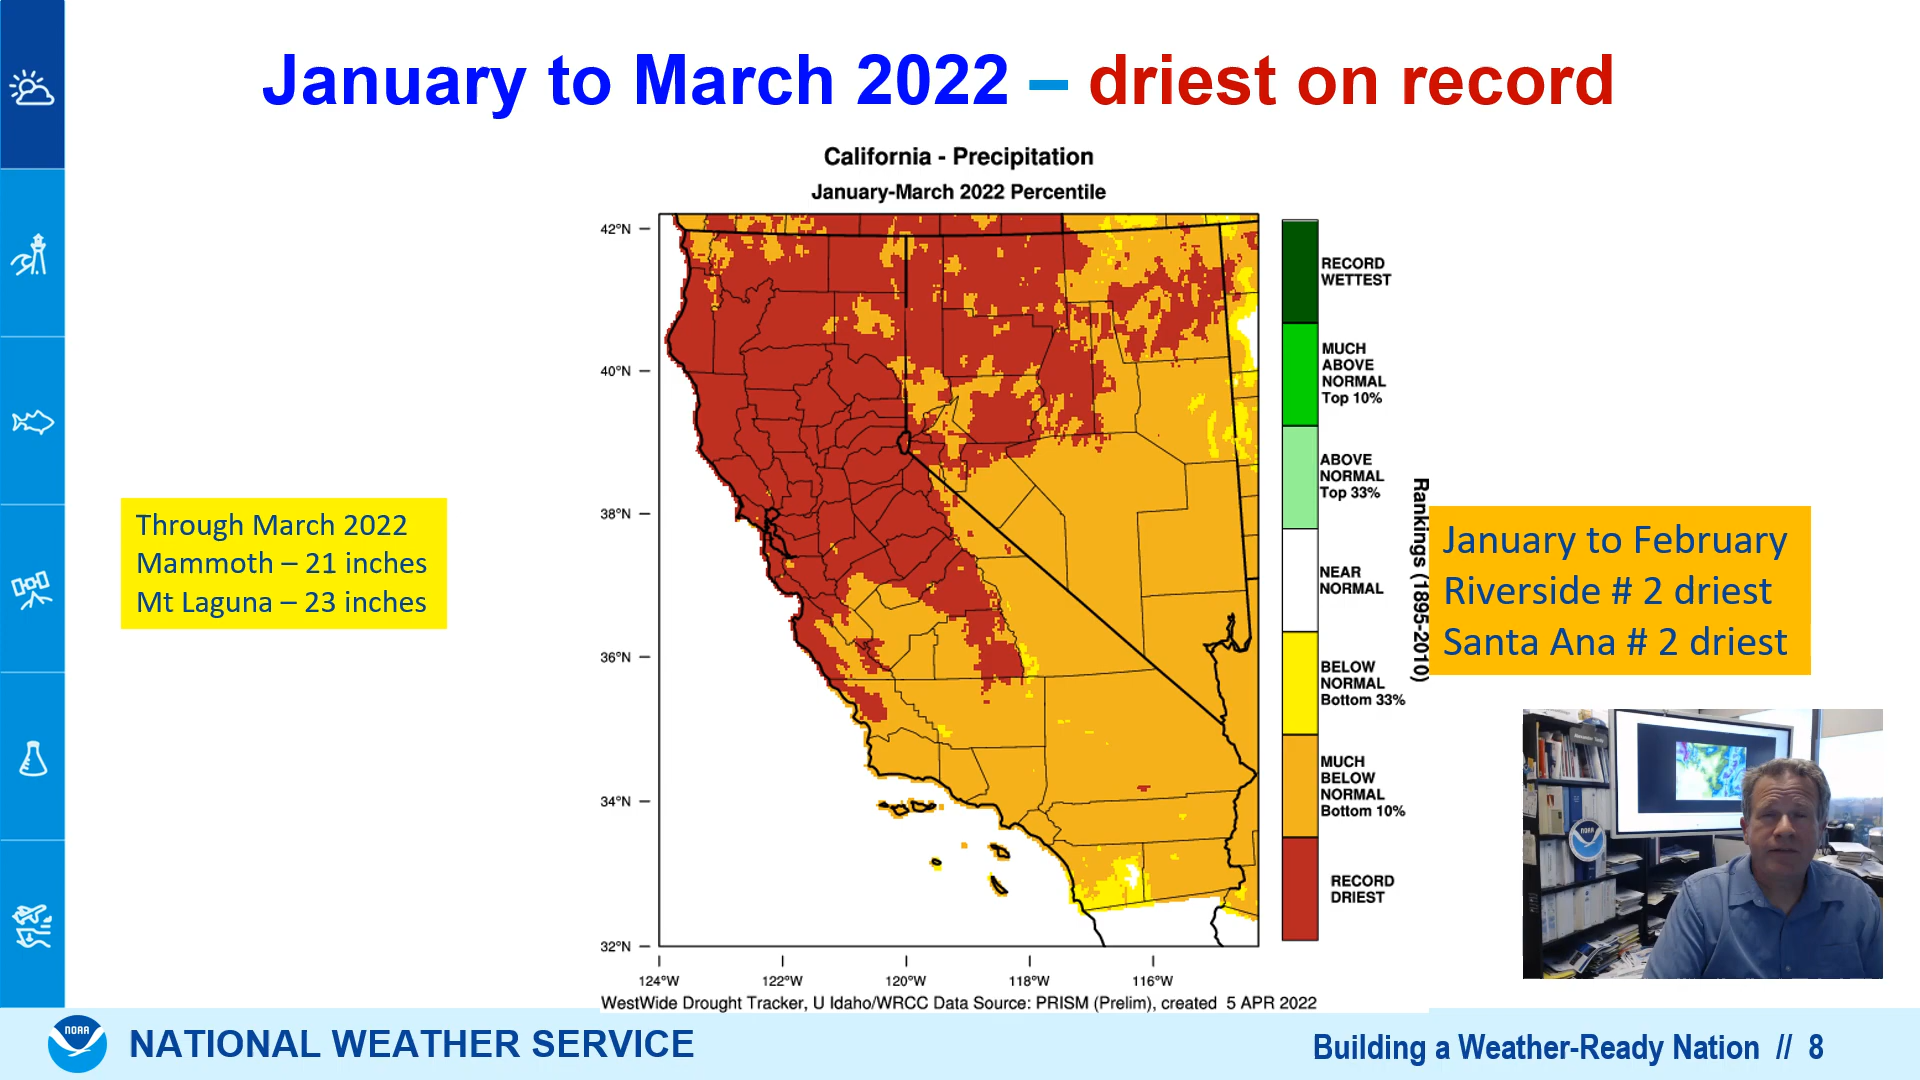 January to March 2022 – driest on record
California - Precipitation
January-March 2022 Percentile
42°N
40°N
38°N
36°N
34°N
32°N
124°W
122°W
120°W
118°W
116°W
RECORD
WETTEST
MUCH
ABOVE
NORMAL
Top 10%
ABOVE
NORMAL
Top 33%
NEAR
NORMAL
BELOW
NORMAL
Bottom 33%
MUCH
BELOW
NORMAL
Bottom 10%
RECORD
DRIEST
Rankings (1895-2010)
WestWide Drought Tracker, U Idaho/WRCC Data Source: PRISM (Prelim), created 5 APR 2022
Through March 2022
Mammoth – 21 inches
Mt Laguna – 23 inches
January to February
Riverside # 2 driest
Santa Ana # 2 driest
NOAA
NOAA
NATIONAL WEATHER SERVICE
Building a Weather-Ready Nation // 8